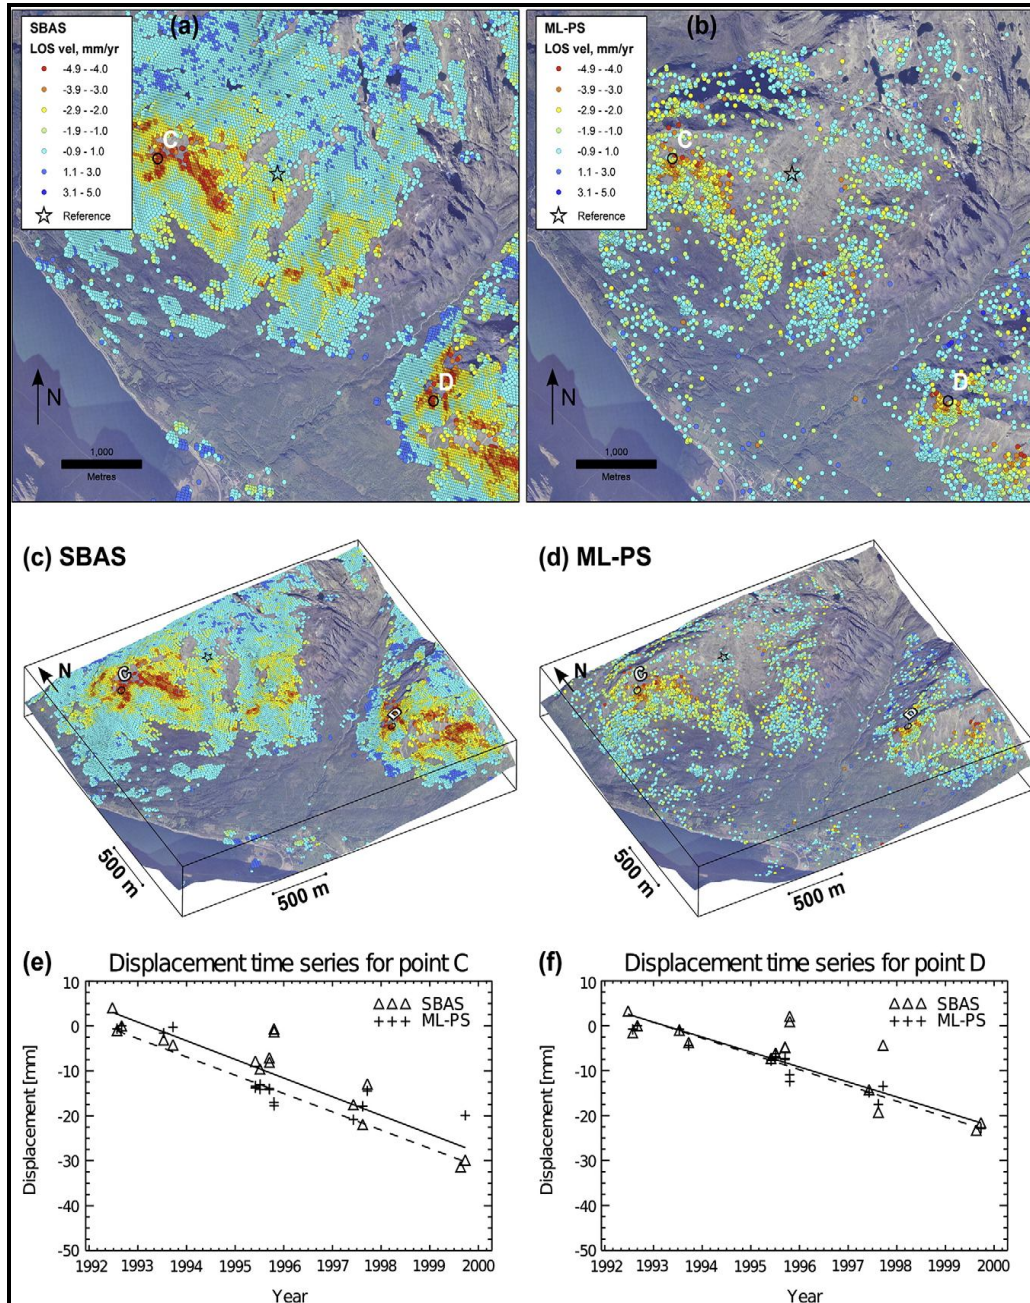 SBAS
(a)
LOS vel, mm/yr
-4.9 - -4.0
-3.9 - -3.0
-2.9 - -2.0
-1.9 - -1.0
-0.9 - 1.0
1.1 - 3.0
3.1 - 5.0
Reference
C
D
N
1,000
Metres
ML-PS
(b)
LOS vel, mm/yr
-4.9 - -4.0
-3.9 - -3.0
-2.9 - -2.0
-1.9 - -1.0
-0.9 - 1.0
1.1 - 3.0
3.1 - 5.0
Reference
C
D
N
1,000
Metres
(c) SBAS
N
C
D
500 m
500 m
(d) ML-PS
N
C
D
500 m
500 m
(e)
Displacement time series for point C
SBAS
ML-PS
Displacement [mm]
10
0
-10
-20
-30
-40
-50
1992 1993 1994 1995 1996 1997 1998 1999 2000
Year
(f)
Displacement time series for point D
SBAS
ML-PS
Displacement [mm]
10
0
-10
-20
-30
-40
-50
1992 1993 1994 1995 1996 1997 1998 1999 2000
Year